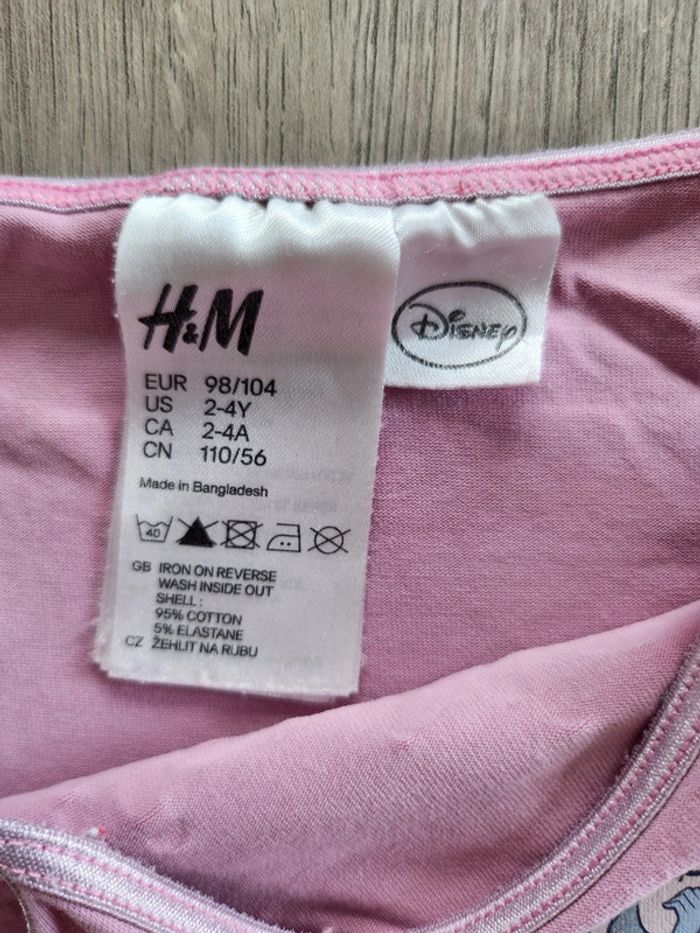 H&M
Disney
EUR 98/104
US 2-4Y
CA 2-4A
CN 110/56
Made in Bangladesh
40
GB IRON ON REVERSE
WASH INSIDE OUT
SHELL :
95% COTTON
5% ELASTANE
CZ ŽEHLIT NA RUBU